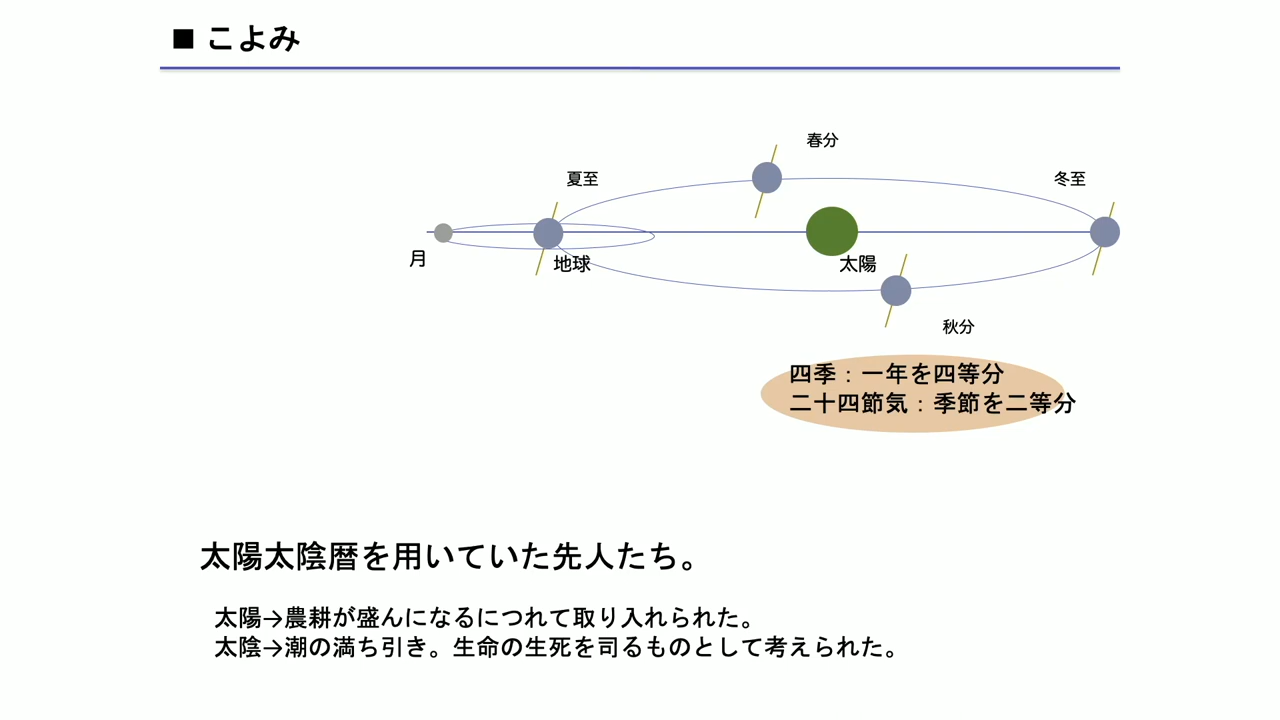 ■ こよみ
春分
夏至
冬至
月
地球
太陽
秋分
四季：一年を四等分
二十四節気：季節を二等分
太陽太陰暦を用いていた先人たち。
太陽→農耕が盛んになるにつれて取り入れられた。
太陰→潮の満ち引き。生命の生死を司るものとして考えられた。